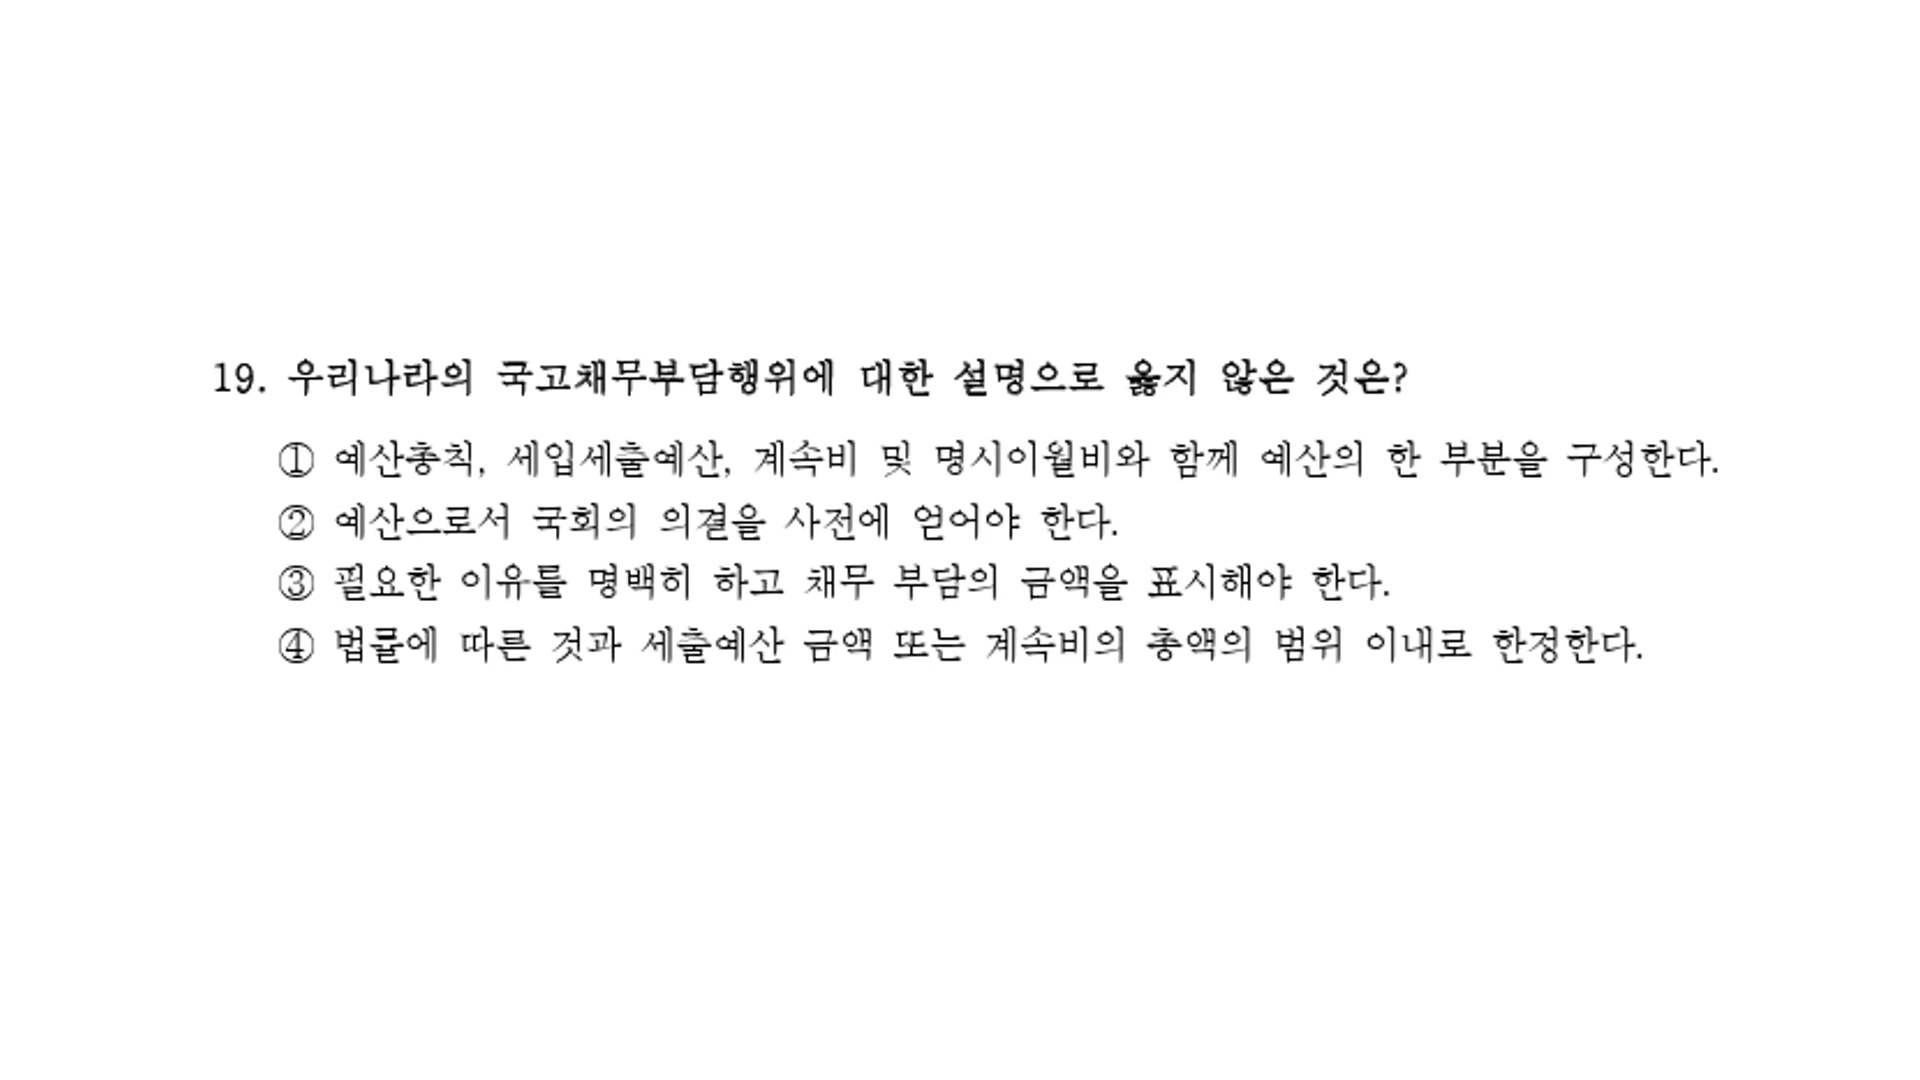 19. 우리나라의 국고채무부담행위에 대한 설명으로 옳지 않은 것은?
① 예산총칙, 세입세출예산, 계속비 및 명시이월비와 함께 예산의 한 부분을 구성한다.
② 예산으로서 국회의 의결을 사전에 얻어야 한다.
③ 필요한 이유를 명백히 하고 채무 부담의 금액을 표시해야 한다.
④ 법률에 따른 것과 세출예산 금액 또는 계속비의 총액의 범위 이내로 한정한다.